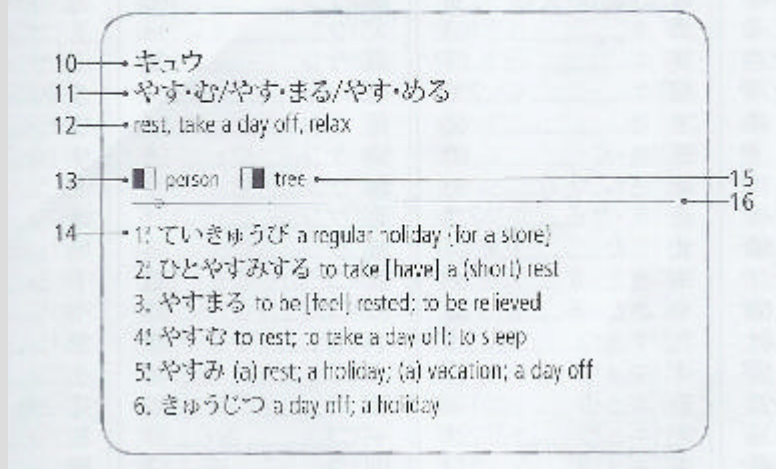 10 キュウ
11 やす・む/やす・まる/やす・める
12 rest, take a day off, relax
13 person tree 15
16
14 1! ていきゅうび a regular holiday (for a store)
2! ひとやすみする to take [have] a (short) rest
3. やすまる to be [feel] rested; to be relieved
4! やすむ to rest; to take a day off; to sleep
5! やすみ (a) rest; a holiday; (a) vacation; a day off
6. きゅうじつ a day off; a holiday